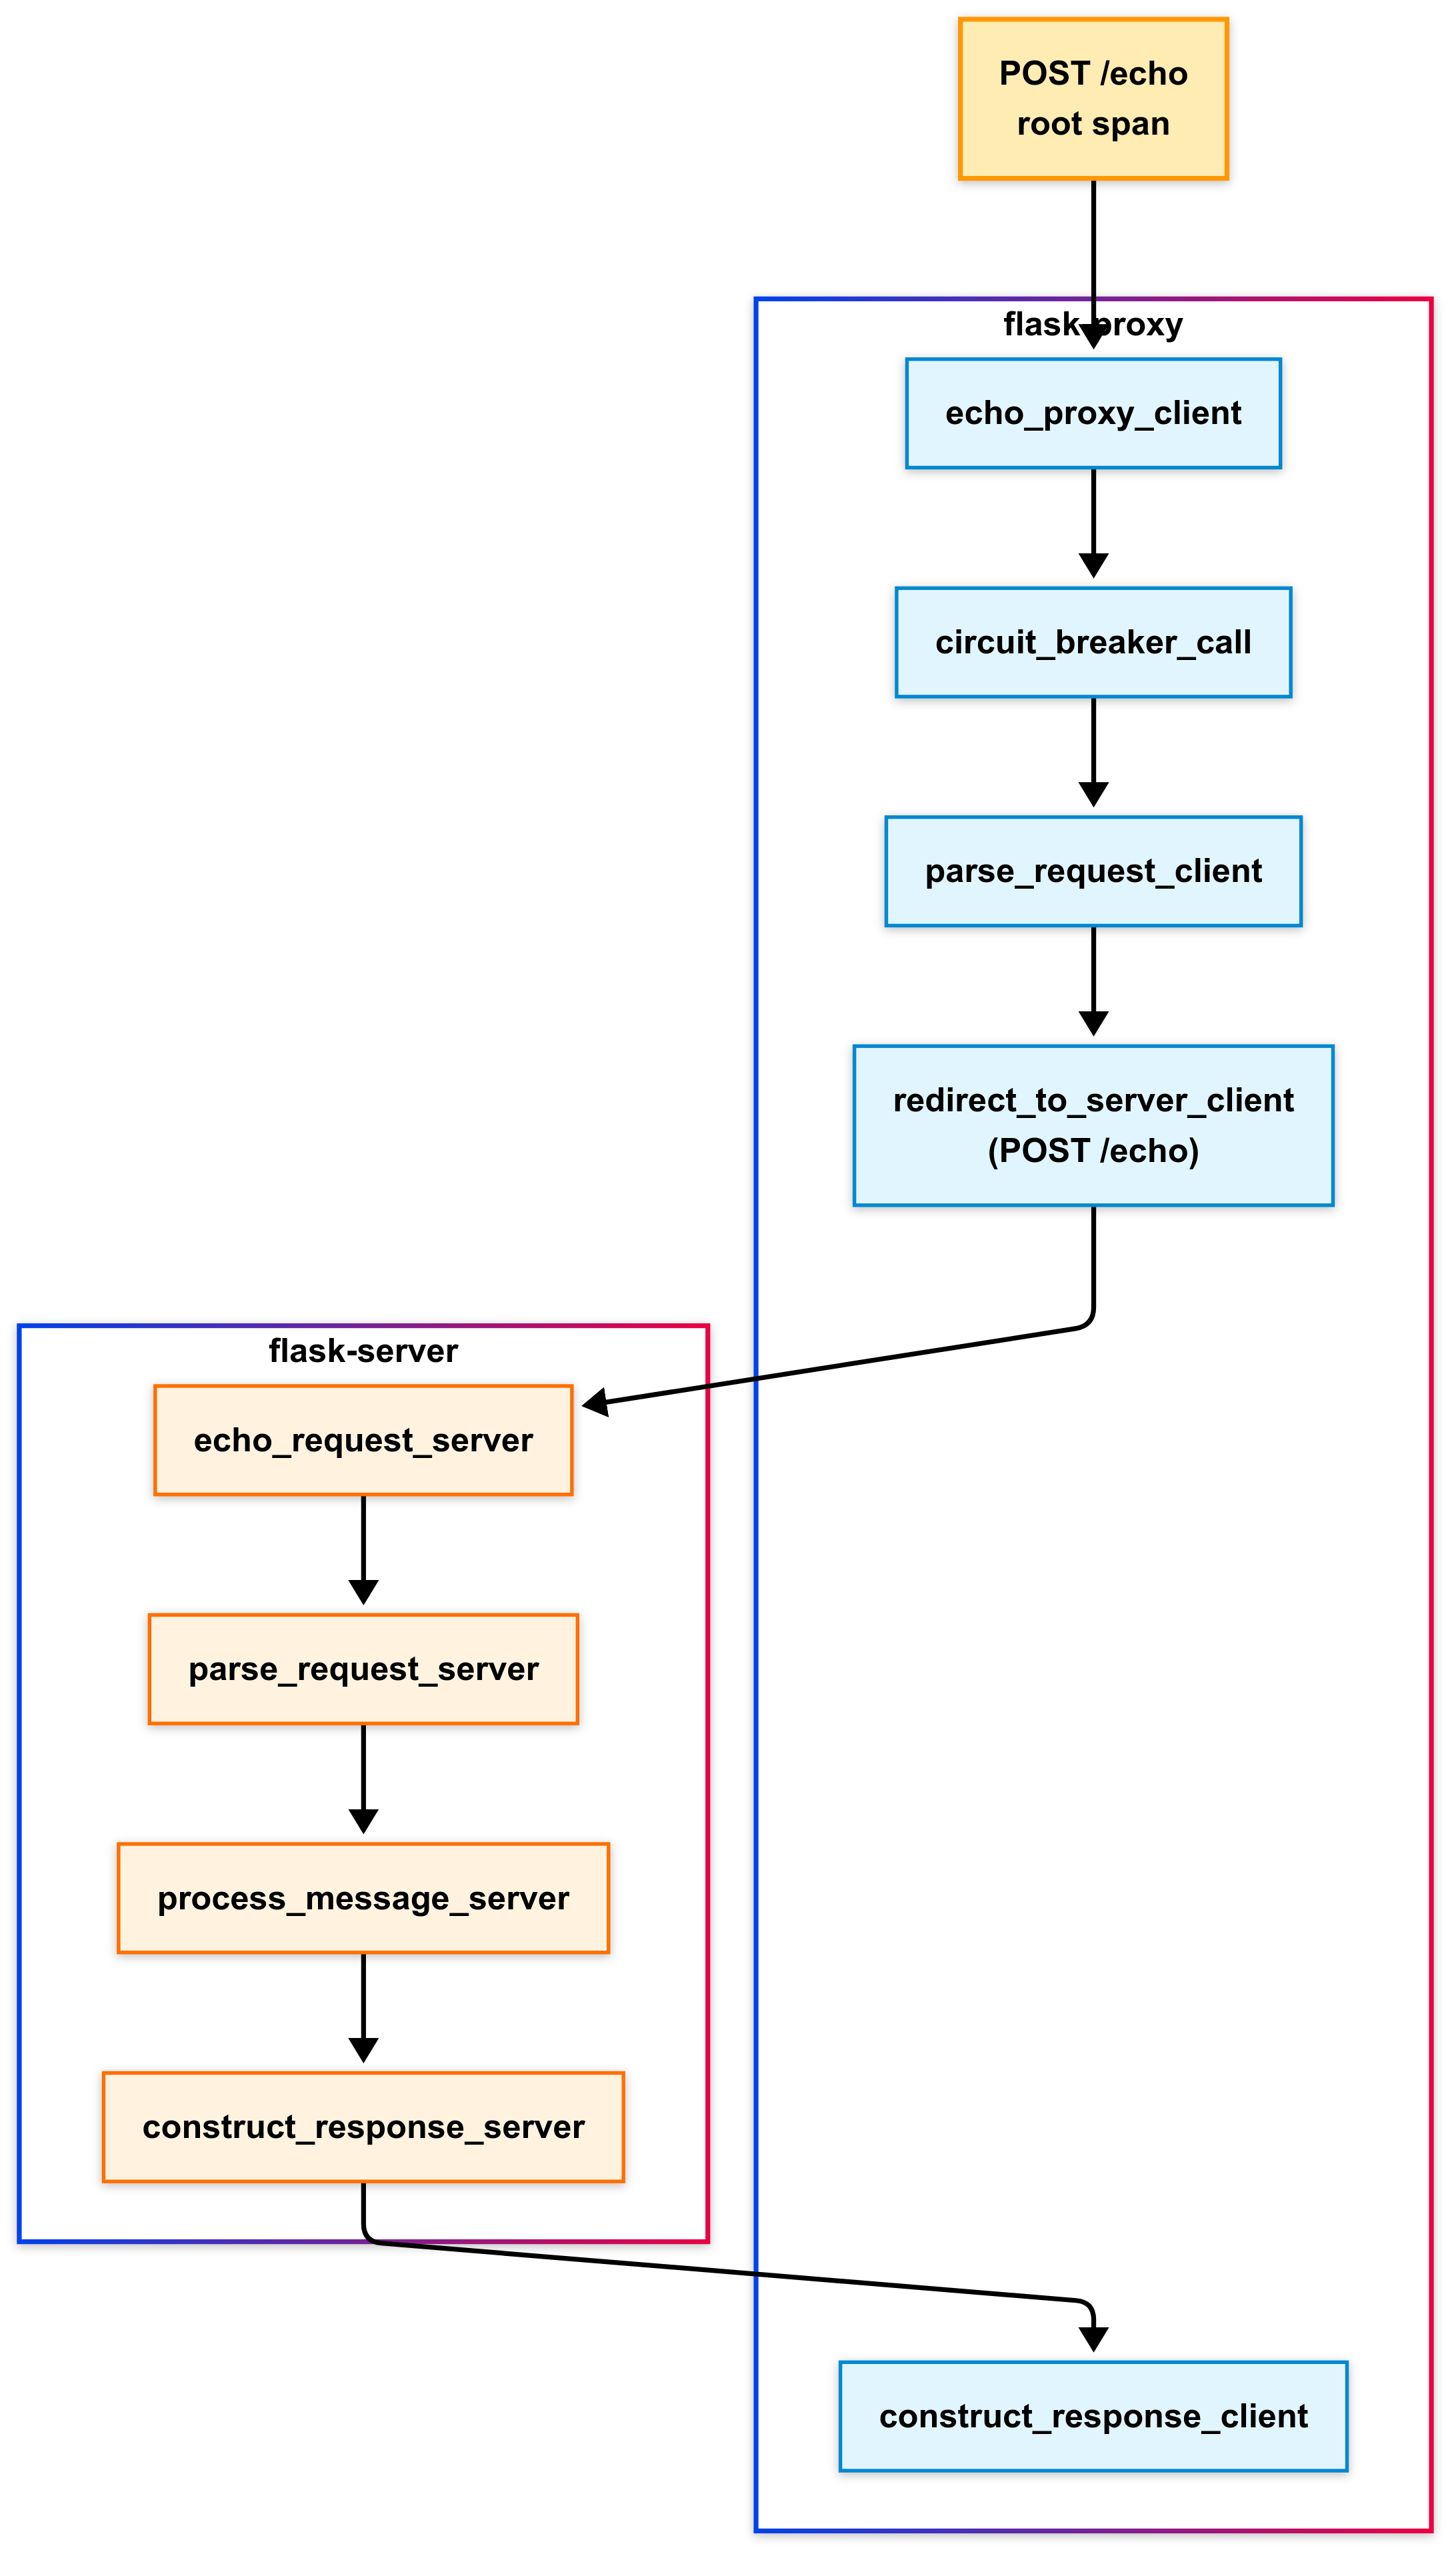 POST /echo
root span
flask-proxy
echo_proxy_client
circuit_breaker_call
parse_request_client
redirect_to_server_client
(POST /echo)
flask-server
echo_request_server
parse_request_server
process_message_server
construct_response_server
construct_response_client